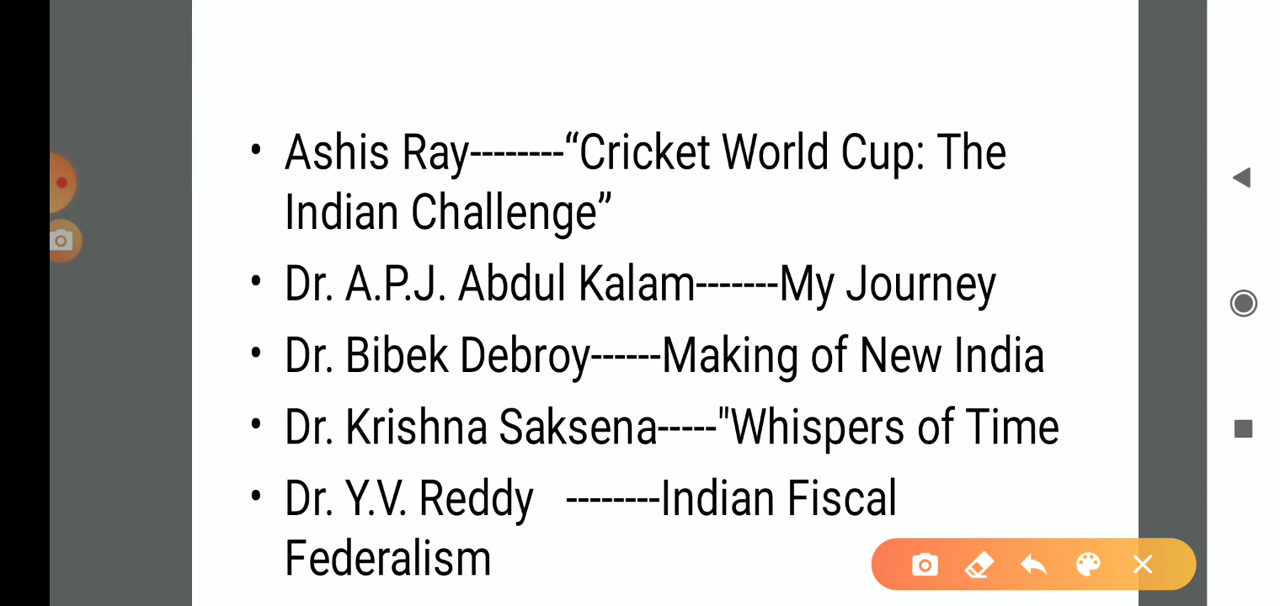 • Ashis Ray--------“Cricket World Cup: The
Indian Challenge”
• Dr. A.P.J. Abdul Kalam-------My Journey
• Dr. Bibek Debroy------Making of New India
• Dr. Krishna Saksena-----"Whispers of Time
• Dr. Y.V. Reddy --------Indian Fiscal
Federalism